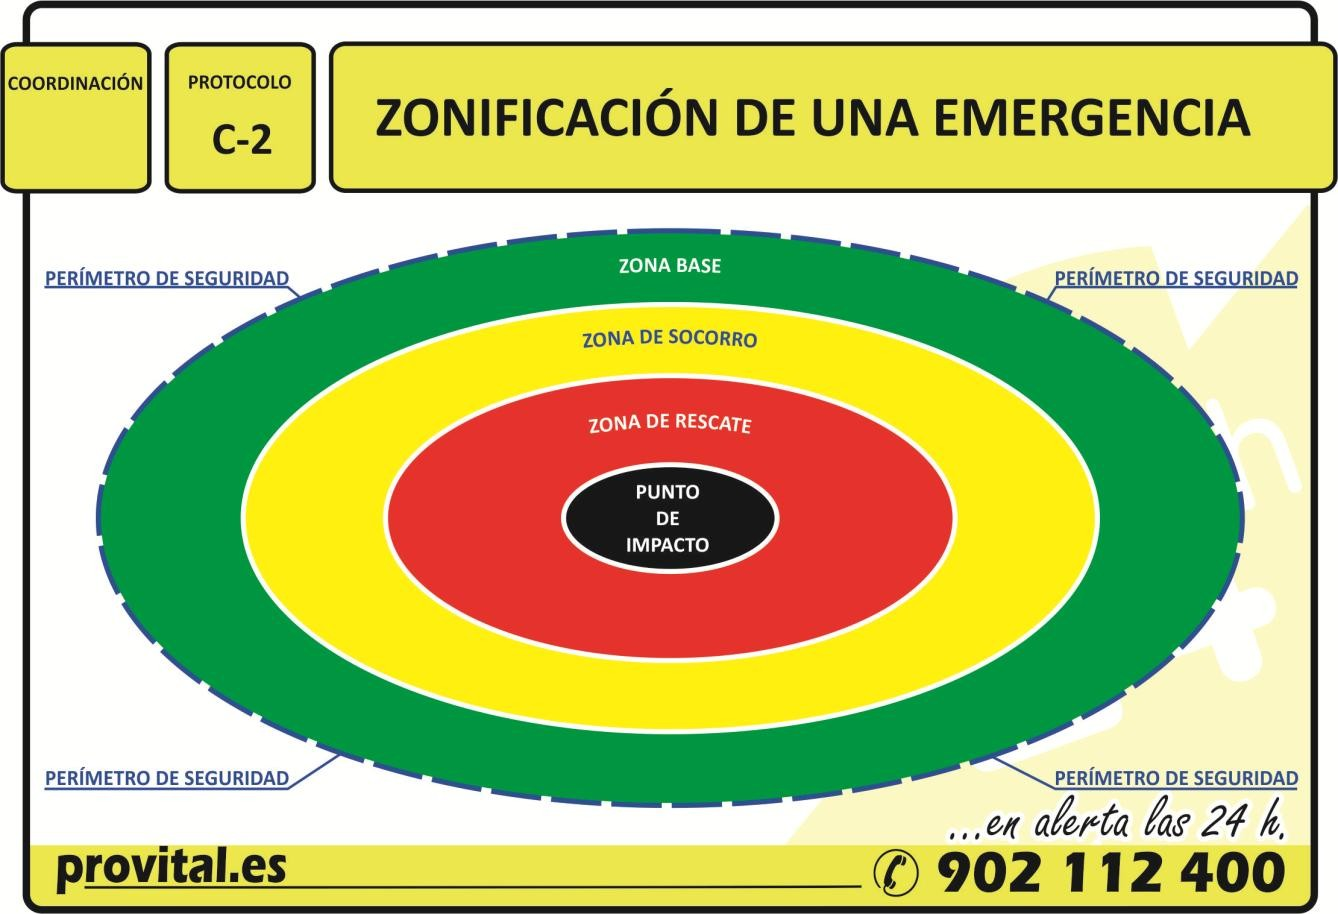 COORDINACIÓN
PROTOCOLO
C-2
ZONIFICACIÓN DE UNA EMERGENCIA
PERÍMETRO DE SEGURIDAD
PERÍMETRO DE SEGURIDAD
ZONA BASE
ZONA DE SOCORRO
ZONA DE RESCATE
PUNTO
DE
IMPACTO
PERÍMETRO DE SEGURIDAD
PERÍMETRO DE SEGURIDAD
...en alerta las 24 h.
provital.es
902 112 400